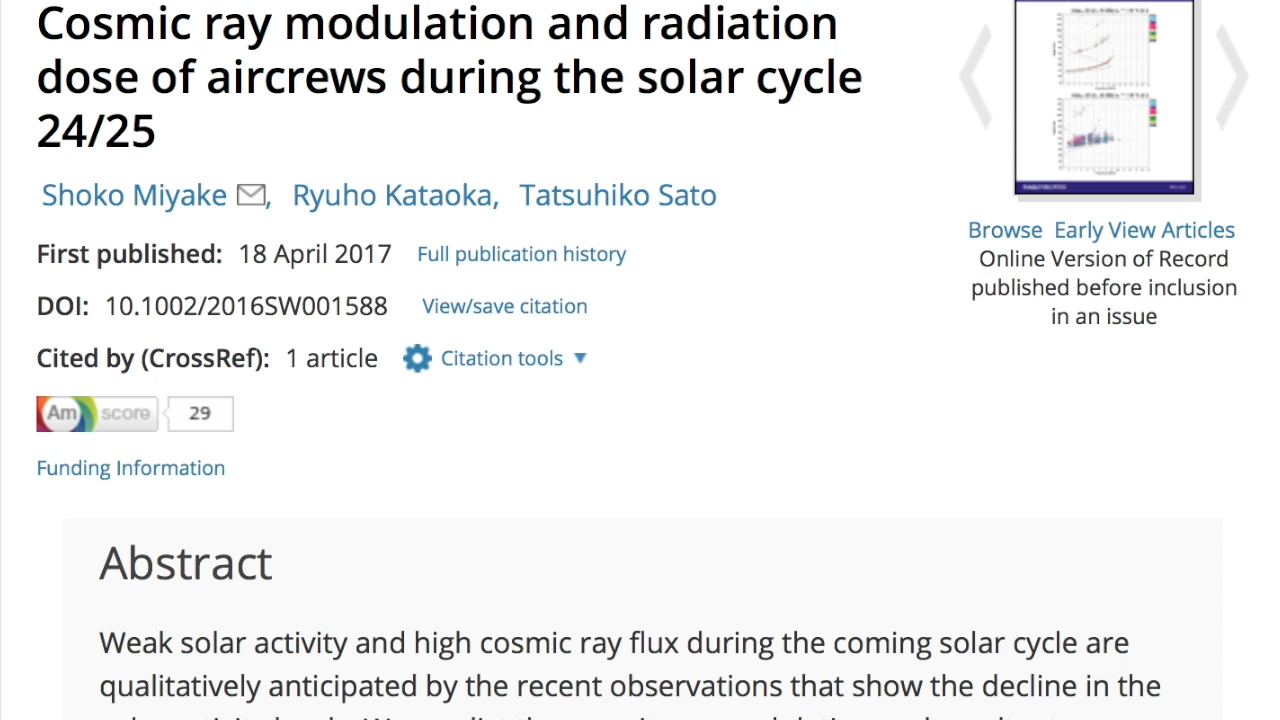 Cosmic ray modulation and radiation
dose of aircrews during the solar cycle
24/25
Shoko Miyake, Ryuho Kataoka, Tatsuhiko Sato
First published: 18 April 2017 Full publication history
DOI: 10.1002/2016SW001588 View/save citation
Cited by (CrossRef): 1 article Citation tools ▼
Am score 29
Funding Information
Browse Early View Articles
Online Version of Record
published before inclusion
in an issue
Abstract
Weak solar activity and high cosmic ray flux during the coming solar cycle are
qualitatively anticipated by the recent observations that show the decline in the